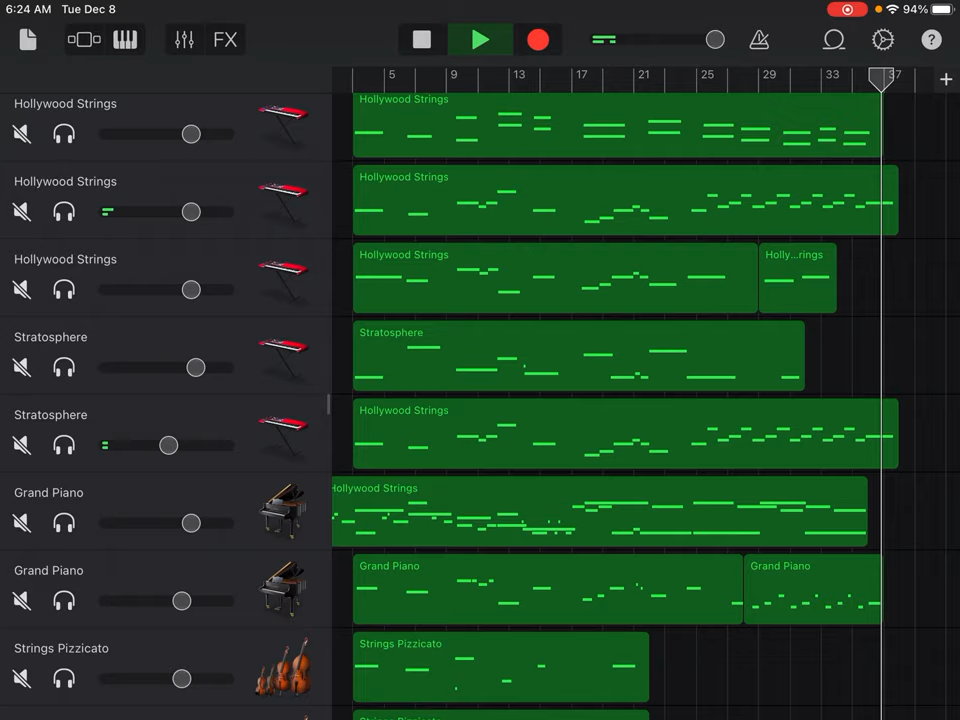 6:24 AM Tue Dec 8
94%
FX
?
5 9 13 17 21 25 29 33 37 +
Hollywood Strings
Hollywood Strings
Hollywood Strings
Hollywood Strings
Hollywood Strings
Hollywood Strings
Holly...rings
Stratosphere
Stratosphere
Stratosphere
Hollywood Strings
Grand Piano
Hollywood Strings
Grand Piano
Grand Piano
Grand Piano
Strings Pizzicato
Strings Pizzicato